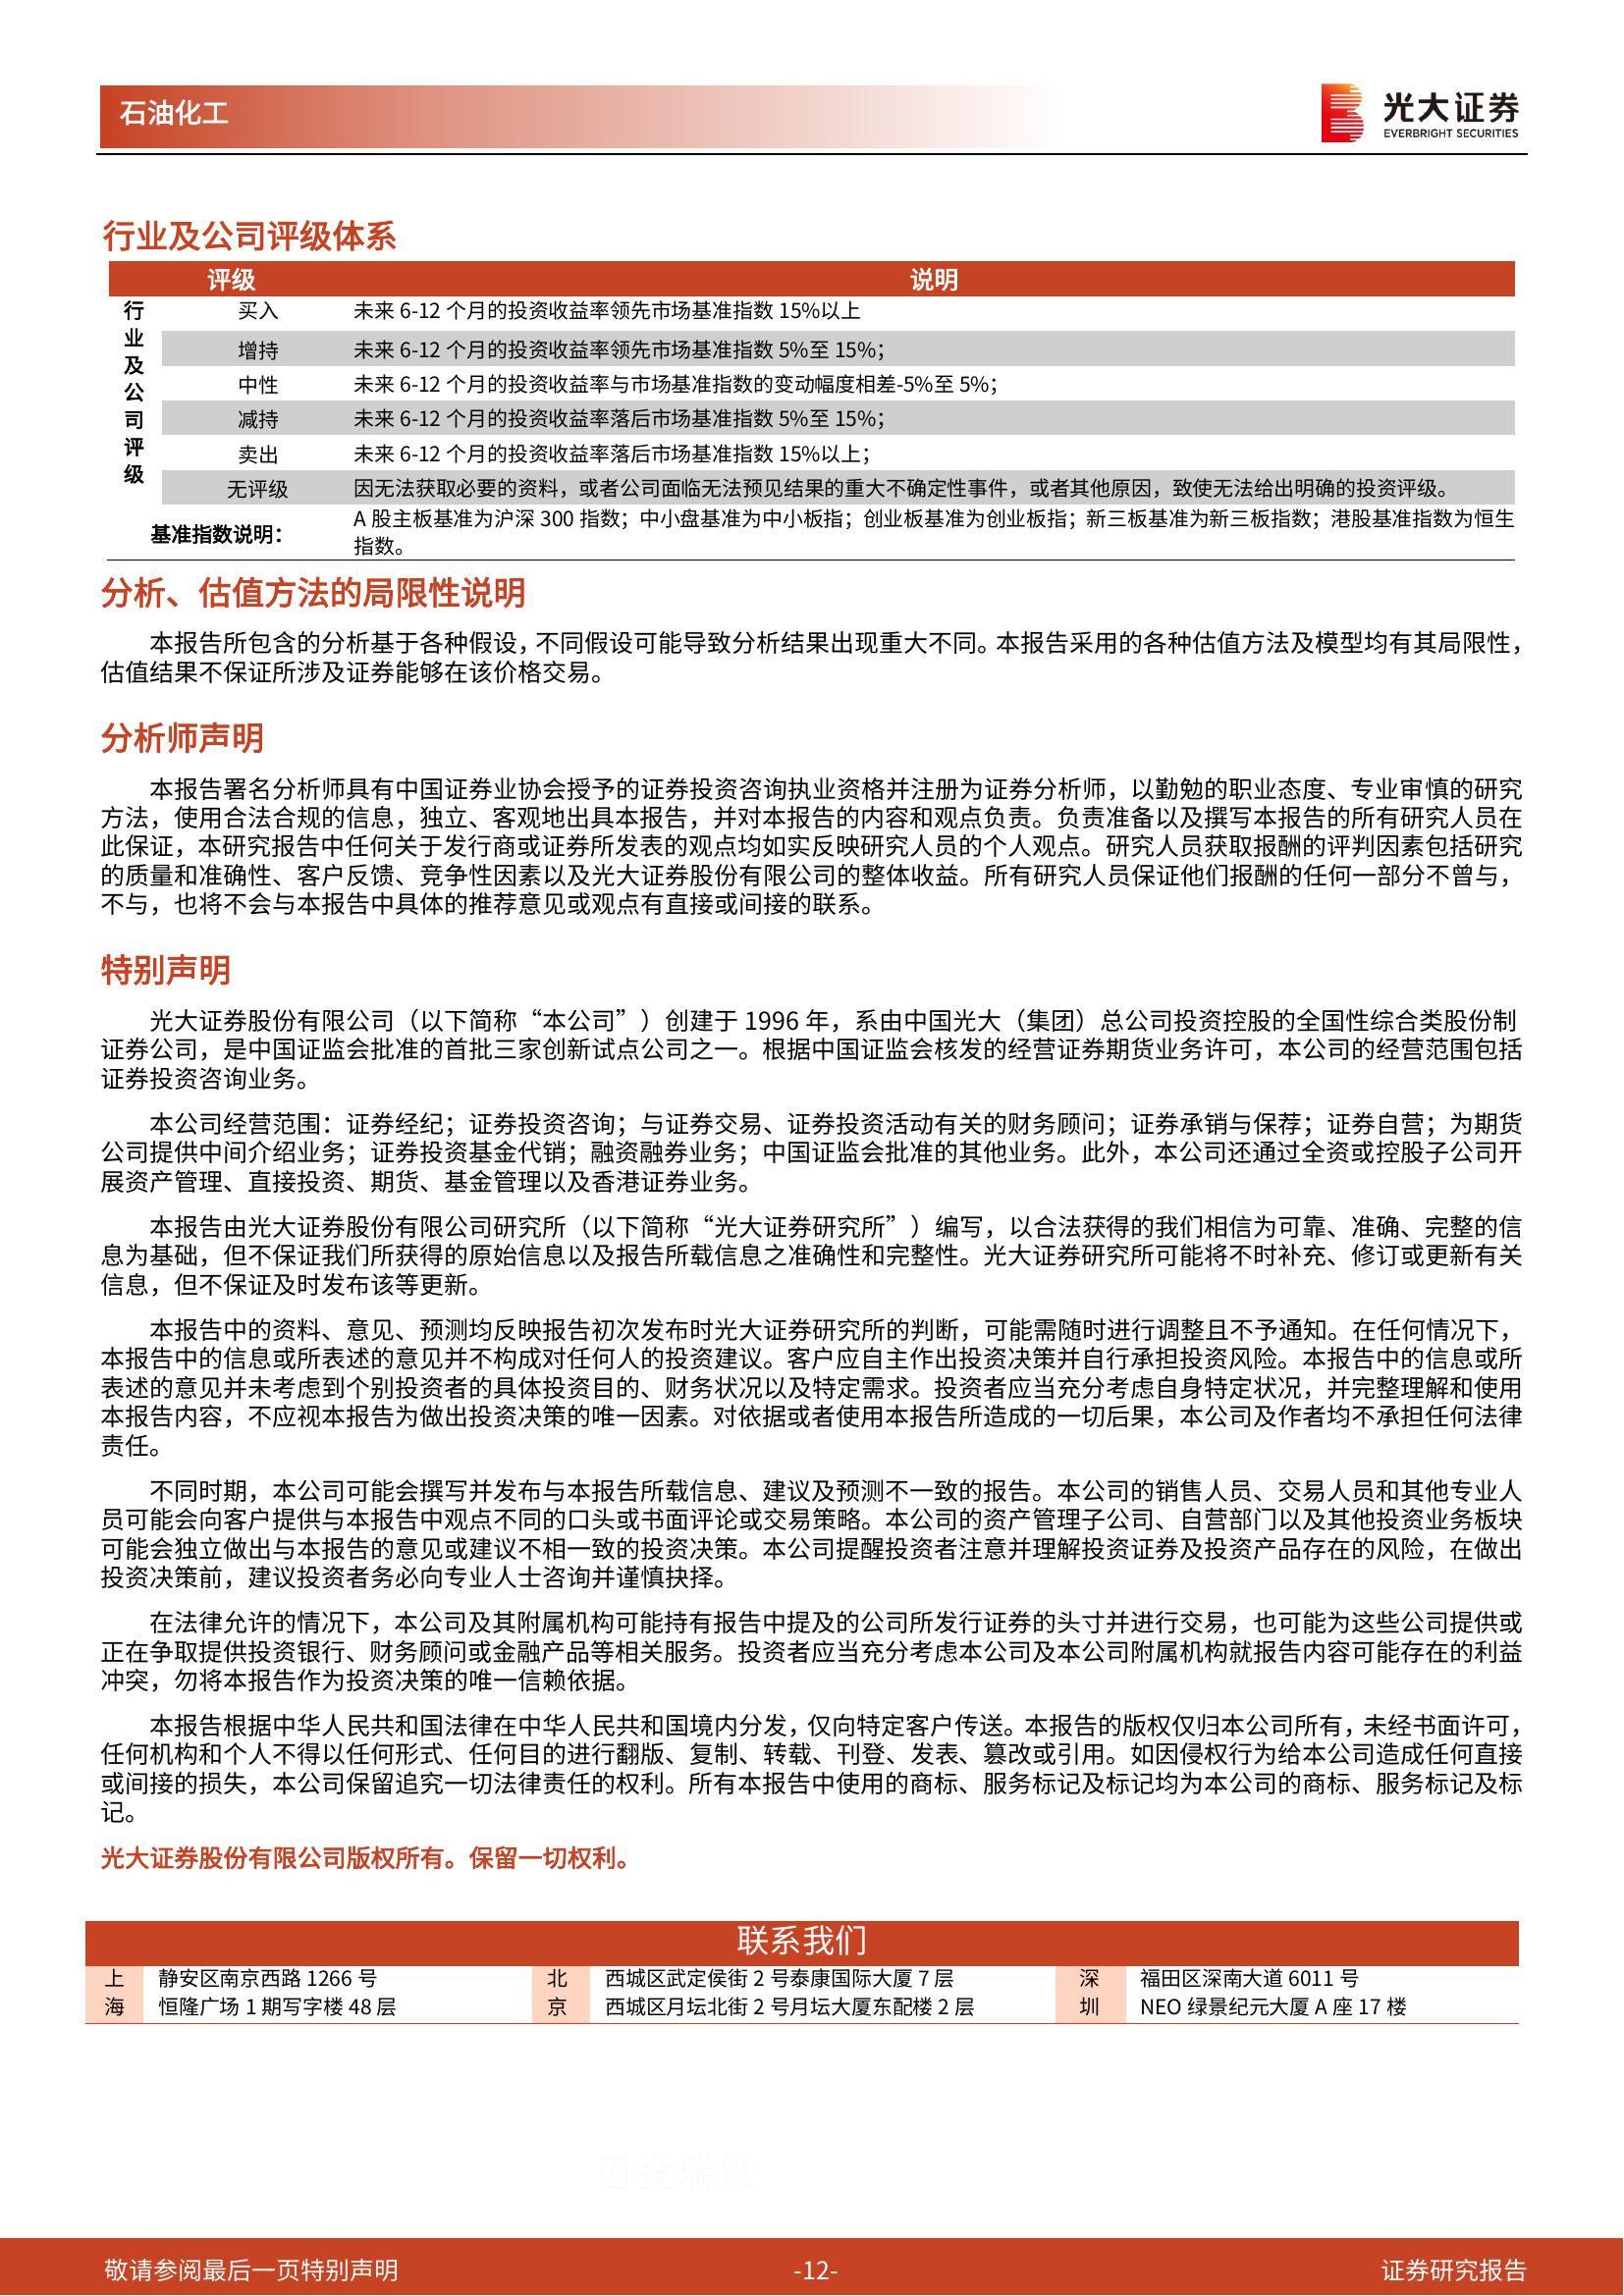 石油化工
光大证券
EVERBRIGHT SECURITIES
行业及公司评级体系
评级 说明
行业及公司评级
买入 未来 6-12 个月的投资收益率领先市场基准指数 15%以上
增持 未来 6-12 个月的投资收益率领先市场基准指数 5%至 15%；
中性 未来 6-12 个月的投资收益率与市场基准指数的变动幅度相差-5%至 5%；
减持 未来 6-12 个月的投资收益率落后市场基准指数 5%至 15%；
卖出 未来 6-12 个月的投资收益率落后市场基准指数 15%以上；
无评级 因无法获取必要的资料，或者公司面临无法预见结果的重大不确定性事件，或者其他原因，致使无法给出明确的投资评级。
基准指数说明： A 股主板基准为沪深 300 指数；中小盘基准为中小板指；创业板基准为创业板指；新三板基准为新三板指数；港股基准指数为恒生
指数。
分析、估值方法的局限性说明
本报告所包含的分析基于各种假设，不同假设可能导致分析结果出现重大不同。本报告采用的各种估值方法及模型均有其局限性，
估值结果不保证所涉及证券能够在该价格交易。
分析师声明
本报告署名分析师具有中国证券业协会授予的证券投资咨询执业资格并注册为证券分析师，以勤勉的职业态度、专业审慎的研究
方法，使用合法合规的信息，独立、客观地出具本报告，并对本报告的内容和观点负责。负责准备以及撰写本报告的所有研究人员在
此保证，本研究报告中任何关于发行商或证券所发表的观点均如实反映研究人员的个人观点。研究人员获取报酬的评判因素包括研究
的质量和准确性、客户反馈、竞争性因素以及光大证券股份有限公司的整体收益。所有研究人员保证他们报酬的任何一部分不曾与，
不与，也将不会与本报告中具体的推荐意见或观点有直接或间接的联系。
特别声明
光大证券股份有限公司（以下简称“本公司”）创建于 1996 年，系由中国光大（集团）总公司投资控股的全国性综合类股份制
证券公司，是中国证监会批准的首批三家创新试点公司之一。根据中国证监会核发的经营证券期货业务许可，本公司的经营范围包括
证券投资咨询业务。
本公司经营范围：证券经纪；证券投资咨询；与证券交易、证券投资活动有关的财务顾问；证券承销与保荐；证券自营；为期货
公司提供中间介绍业务；证券投资基金代销；融资融券业务；中国证监会批准的其他业务。此外，本公司还通过全资或控股子公司开
展资产管理、直接投资、期货、基金管理以及香港证券业务。
本报告由光大证券股份有限公司研究所（以下简称“光大证券研究所”）编写，以合法获得的我们相信为可靠、准确、完整的信
息为基础，但不保证我们所获得的原始信息以及报告所载信息之准确性和完整性。光大证券研究所可能将不时补充、修订或更新有关
信息，但不保证及时发布该等更新。
本报告中的资料、意见、预测均反映报告初次发布时光大证券研究所的判断，可能需随时进行调整且不予通知。在任何情况下，
本报告中的信息或所表述的意见并不构成对任何人的投资建议。客户应自主作出投资决策并自行承担投资风险。本报告中的信息或所
表述的意见并未考虑到个别投资者的具体投资目的、财务状况以及特定需求。投资者应当充分考虑自身特定状况，并完整理解和使用
本报告内容，不应视本报告为做出投资决策的唯一因素。对依据或者使用本报告所造成的一切后果，本公司及作者均不承担任何法律
责任。
不同时期，本公司可能会撰写并发布与本报告所载信息、建议及预测不一致的报告。本公司的销售人员、交易人员和其他专业人
员可能会向客户提供与本报告中观点不同的口头或书面评论或交易策略。本公司的资产管理子公司、自营部门以及其他投资业务板块
可能会独立做出与本报告的意见或建议不相一致的投资决策。本公司提醒投资者注意并理解投资证券及投资产品存在的风险，在做出
投资决策前，建议投资者务必向专业人士咨询并谨慎抉择。
在法律允许的情况下，本公司及其附属机构可能持有报告中提及的公司所发行证券的头寸并进行交易，也可能为这些公司提供或
正在争取提供投资银行、财务顾问或金融产品等相关服务。投资者应当充分考虑本公司及本公司附属机构就报告内容可能存在的利益
冲突，勿将本报告作为投资决策的唯一信赖依据。
本报告根据中华人民共和国法律在中华人民共和国境内分发，仅向特定客户传送。本报告的版权仅归本公司所有，未经书面许可，
任何机构和个人不得以任何形式、任何目的进行翻版、复制、转载、刊登、发表、篡改或引用。如因侵权行为给本公司造成任何直接
或间接的损失，本公司保留追究一切法律责任的权利。所有本报告中使用的商标、服务标记及标记均为本公司的商标、服务标记及标
记。
光大证券股份有限公司版权所有。保留一切权利。
联系我们
上海 静安区南京西路 1266 号
恒隆广场 1 期写字楼 48 层
北京 西城区武定侯街 2 号泰康国际大厦 7 层
西城区月坛北街 2 号月坛大厦东配楼 2 层
深圳 福田区深南大道 6011 号
NEO 绿景纪元大厦 A 座 17 楼
国投瑞银
敬请参阅最后一页特别声明 -12- 证券研究报告